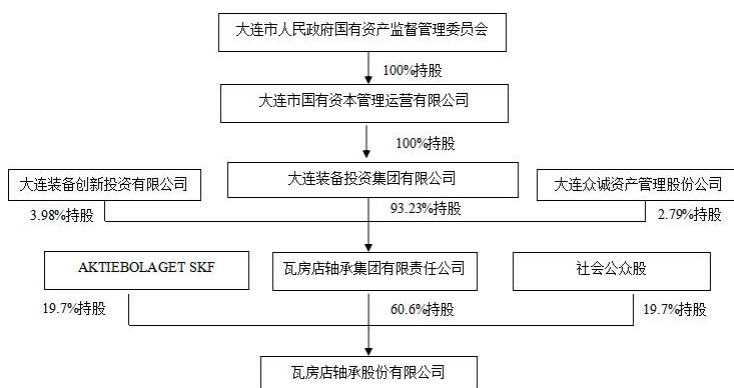 大连市人民政府国有资产监督管理委员会
100%持股
大连市国有资本管理运营有限公司
100%持股
大连装备创新投资有限公司
大连装备投资集团有限公司
大连众诚资产管理股份公司
3.98%持股
93.23%持股
2.79%持股
AKTIEBOLAGET SKF
瓦房店轴承集团有限责任公司
社会公众股
19.7%持股
60.6%持股
19.7%持股
瓦房店轴承股份有限公司